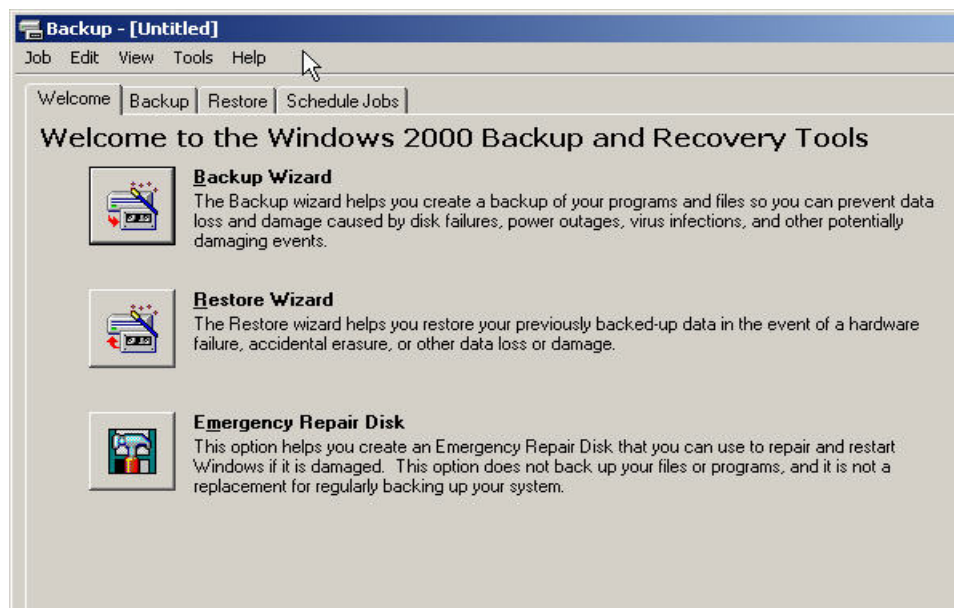 Backup - [Untitled]
Job Edit View Tools Help
Welcome Backup Restore Schedule Jobs
Welcome to the Windows 2000 Backup and Recovery Tools
Backup Wizard
The Backup wizard helps you create a backup of your programs and files so you can prevent data
loss and damage caused by disk failures, power outages, virus infections, and other potentially
damaging events.
Restore Wizard
The Restore wizard helps you restore your previously backed-up data in the event of a hardware
failure, accidental erasure, or other data loss or damage.
Emergency Repair Disk
This option helps you create an Emergency Repair Disk that you can use to repair and restart
Windows if it is damaged.  This option does not back up your files or programs, and it is not a
replacement for regularly backing up your system.